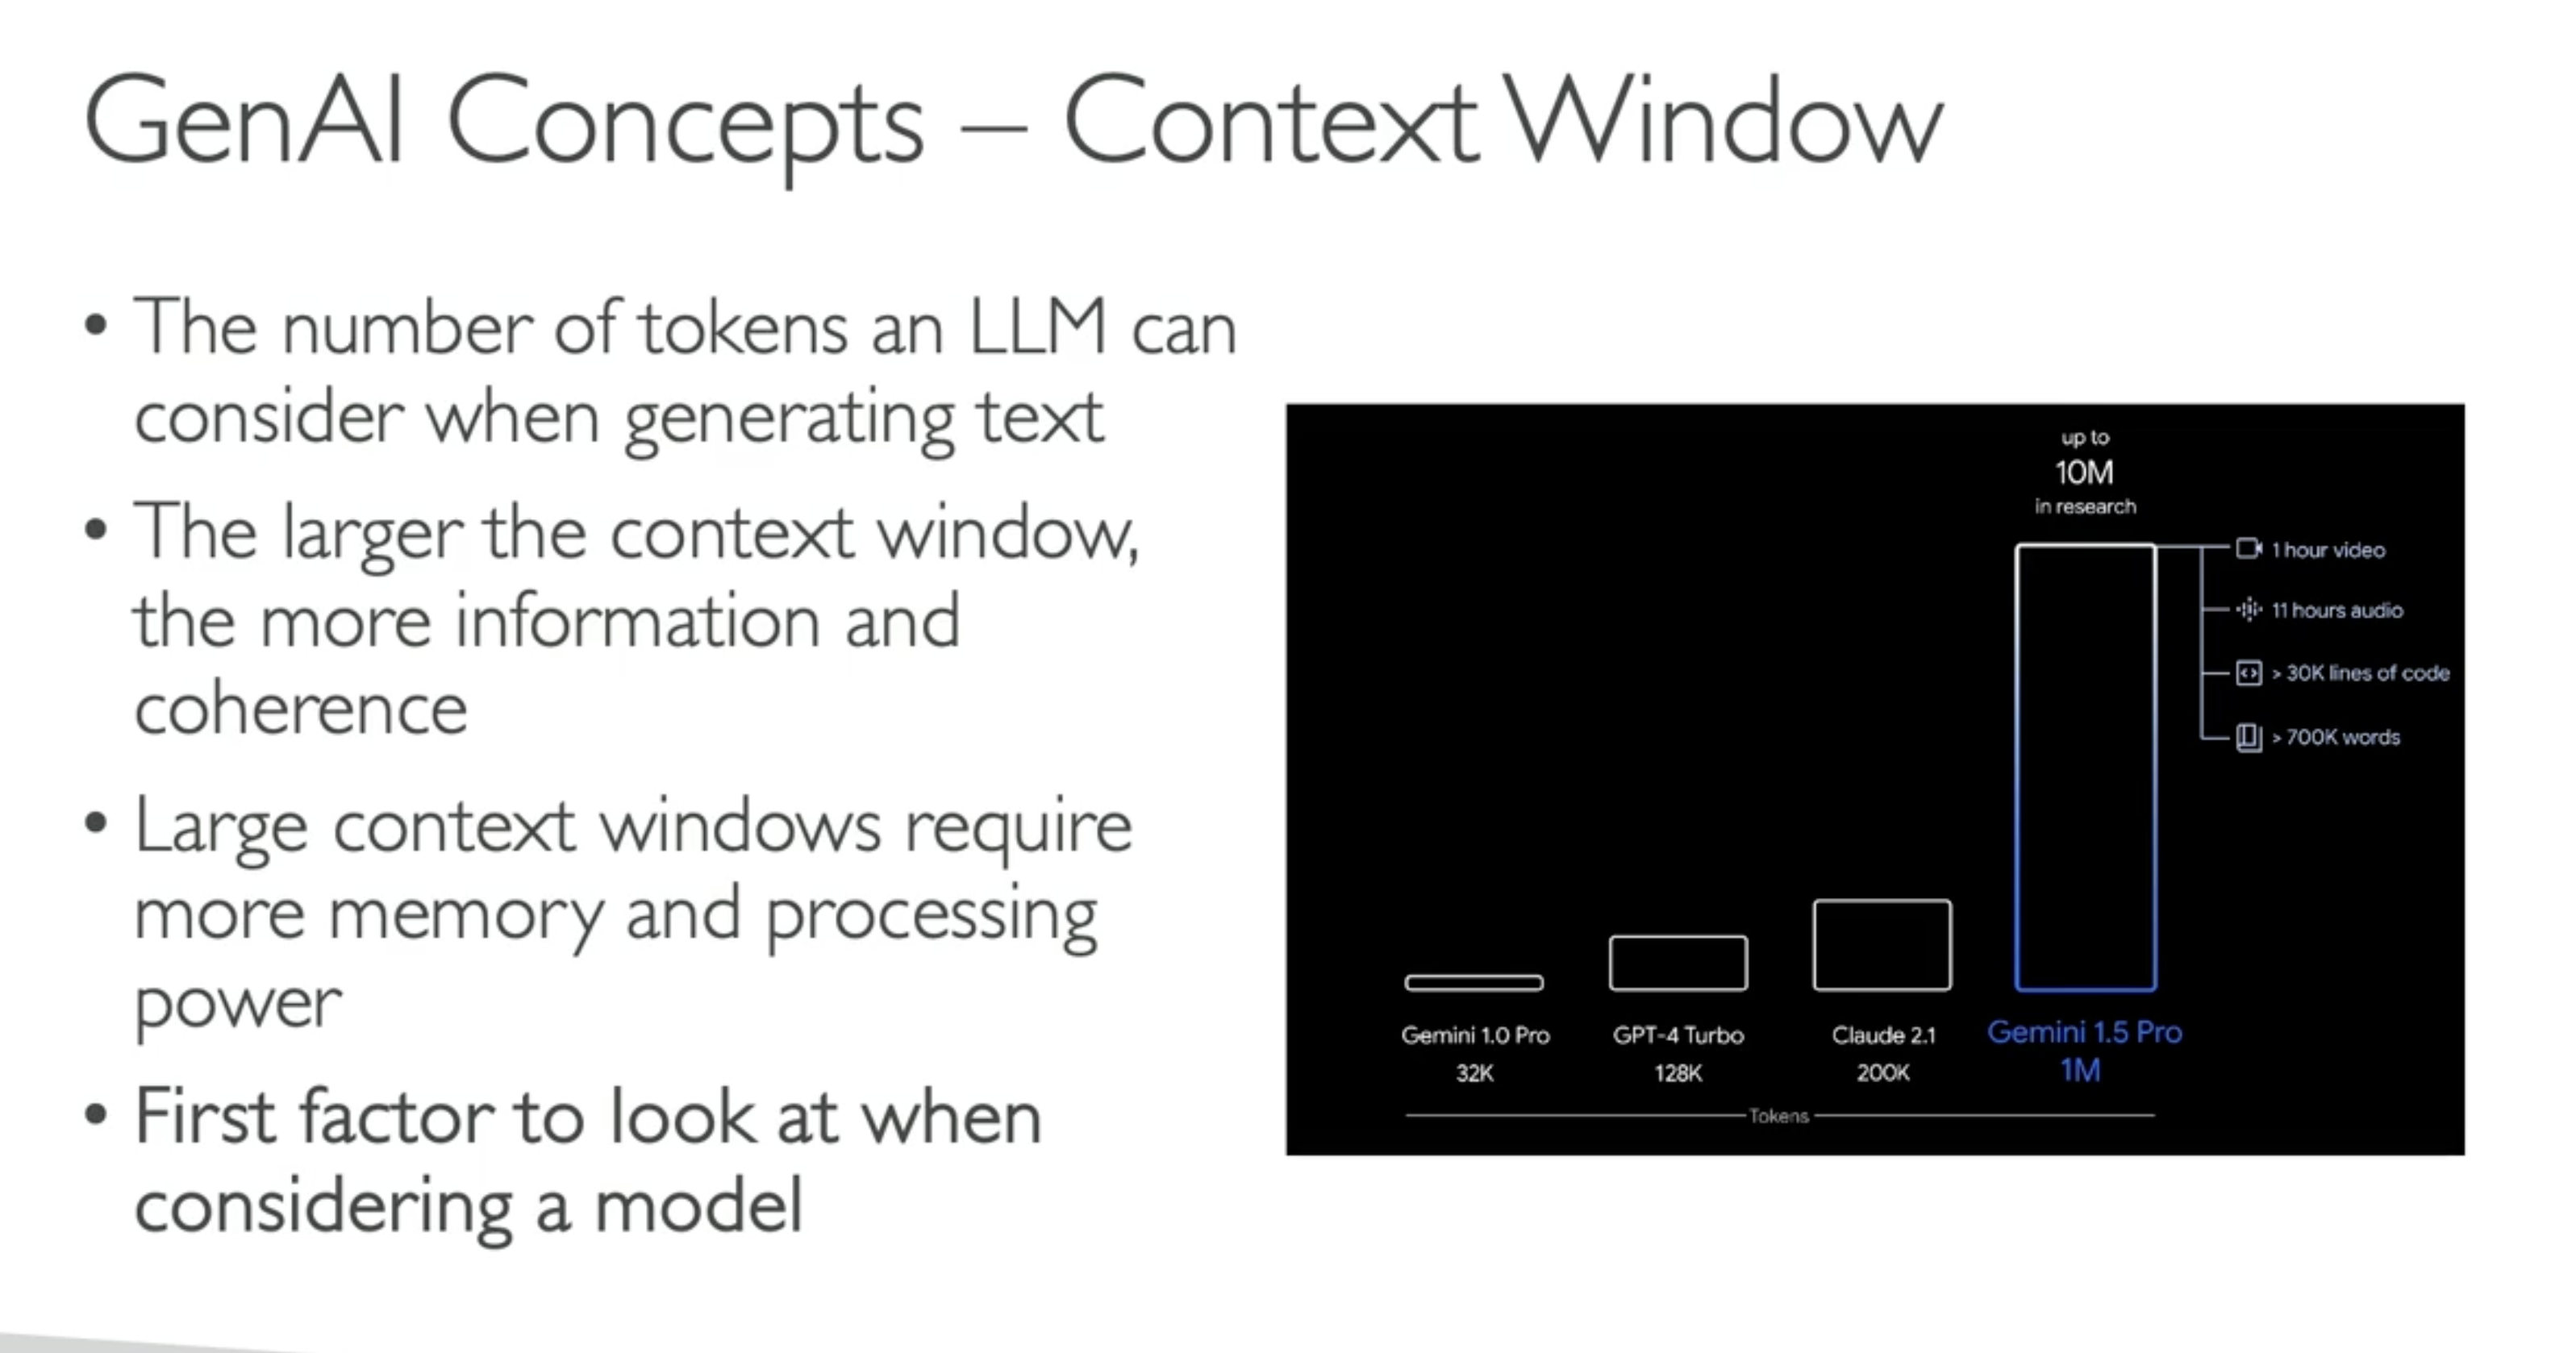 GenAI Concepts – Context Window
• The number of tokens an LLM can
consider when generating text
• The larger the context window,
the more information and
coherence
• Large context windows require
more memory and processing
power
• First factor to look at when
considering a model
up to
10M
in research
1 hour video
11 hours audio
> 30K lines of code
> 700K words
Gemini 1.0 Pro
32K
GPT-4 Turbo
128K
Claude 2.1
200K
Gemini 1.5 Pro
1M
Tokens